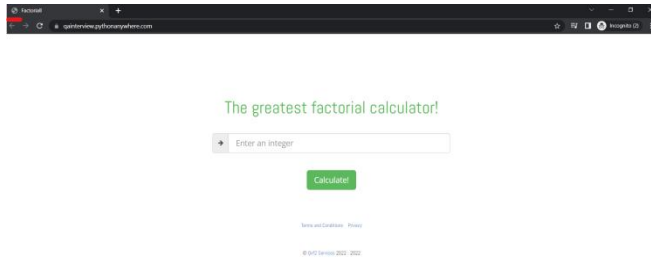 Factoriall
qainterview.pythonanywhere.com
Incognito (2)
The greatest factorial calculator!
Enter an integer
Calculate!
Terms and Conditions Privacy
© Qxf2 Services 2022 - 2022